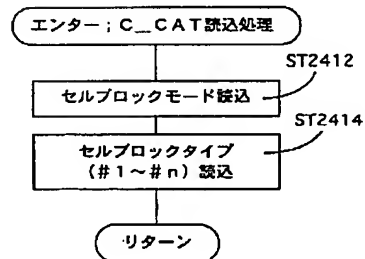 エンター；C__CAT読込処理
ST2412
セルブロックモード読込
ST2414
セルブロックタイプ
（＃1～＃n）読込
リターン